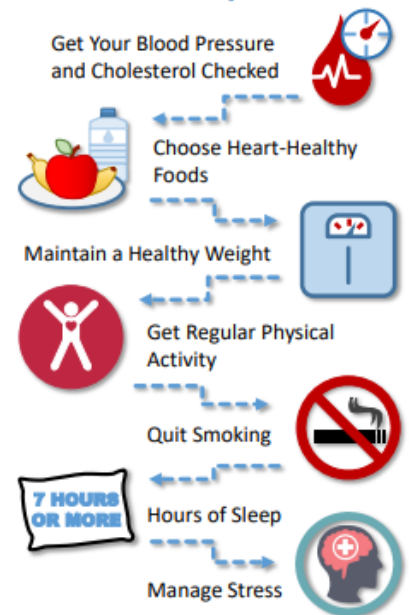 Get Your Blood Pressure
and Cholesterol Checked
Choose Heart-Healthy
Foods
Maintain a Healthy Weight
Get Regular Physical
Activity
Quit Smoking
7 HOURS
OR MORE
Hours of Sleep
Manage Stress